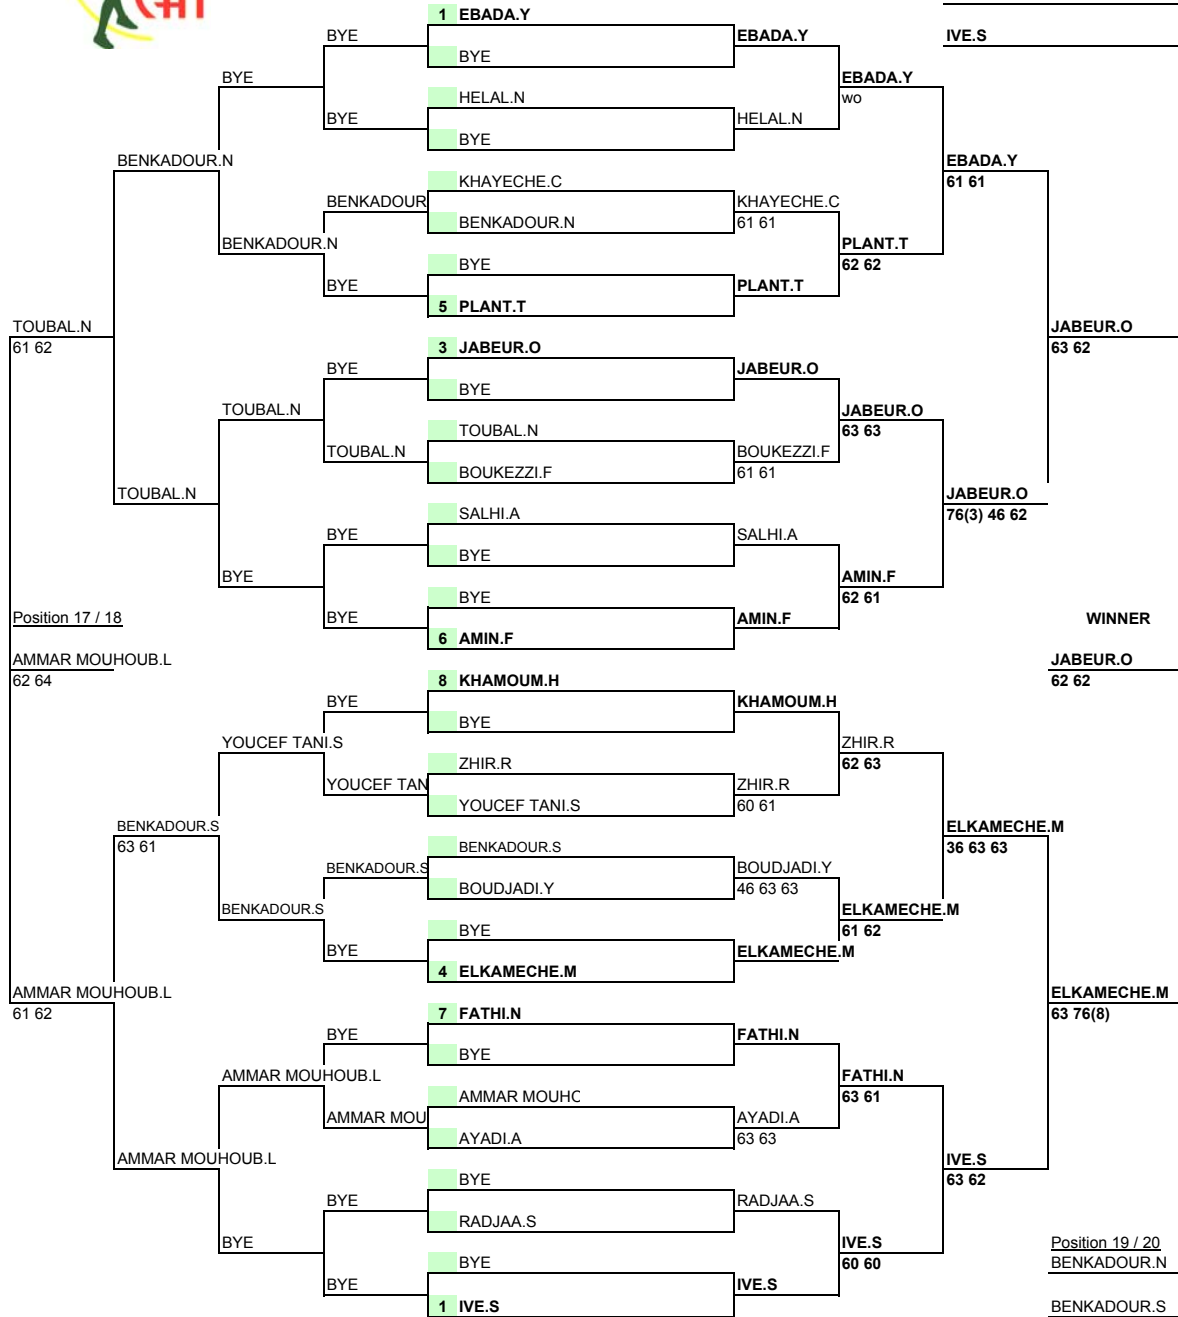 1 EBADA.Y
IVE.S
BYE EBADA.Y
BYE
BYE EBADA.Y
HELAL.N wo
BYE HELAL.N
BYE
BENKADOUR.N EBADA.Y
KHAYECHE.C 61 61
BENKADOUR KHAYECHE.C
BENKADOUR.N 61 61
BENKADOUR.N PLANT.T
BYE 62 62
BYE PLANT.T
5 PLANT.T
TOUBAL.N JABEUR.O
61 62 3 JABEUR.O 63 62
BYE JABEUR.O
BYE
TOUBAL.N JABEUR.O
TOUBAL.N 63 63
TOUBAL.N BOUKEZZI.F
BOUKEZZI.F 61 61
TOUBAL.N JABEUR.O
SALHI.A 76(3) 46 62
BYE SALHI.A
BYE
BYE AMIN.F
BYE 62 61
Position 17 / 18 BYE AMIN.F WINNER
6 AMIN.F
AMMAR MOUHOUB.L JABEUR.O
62 64 8 KHAMOUM.H 62 62
BYE KHAMOUM.H
BYE
YOUCEF TANI.S ZHIR.R
ZHIR.R 62 63
YOUCEF TAN ZHIR.R
YOUCEF TANI.S 60 61
BENKADOUR.S ELKAMECHE.M
63 61 BENKADOUR.S 36 63 63
BENKADOUR.S BOUDJADI.Y
BOUDJADI.Y 46 63 63
BENKADOUR.S ELKAMECHE.M
BYE 61 62
BYE ELKAMECHE.M
4 ELKAMECHE.M
AMMAR MOUHOUB.L ELKAMECHE.M
61 62 7 FATHI.N 63 76(8)
BYE FATHI.N
BYE
AMMAR MOUHOUB.L FATHI.N
AMMAR MOUHC 63 61
AMMAR MOU AYADI.A
AYADI.A 63 63
AMMAR MOUHOUB.L IVE.S
BYE 63 62
BYE RADJAA.S
RADJAA.S
BYE IVE.S Position 19 / 20
BYE 60 60 BENKADOUR.N
BYE IVE.S
1 IVE.S BENKADOUR.S